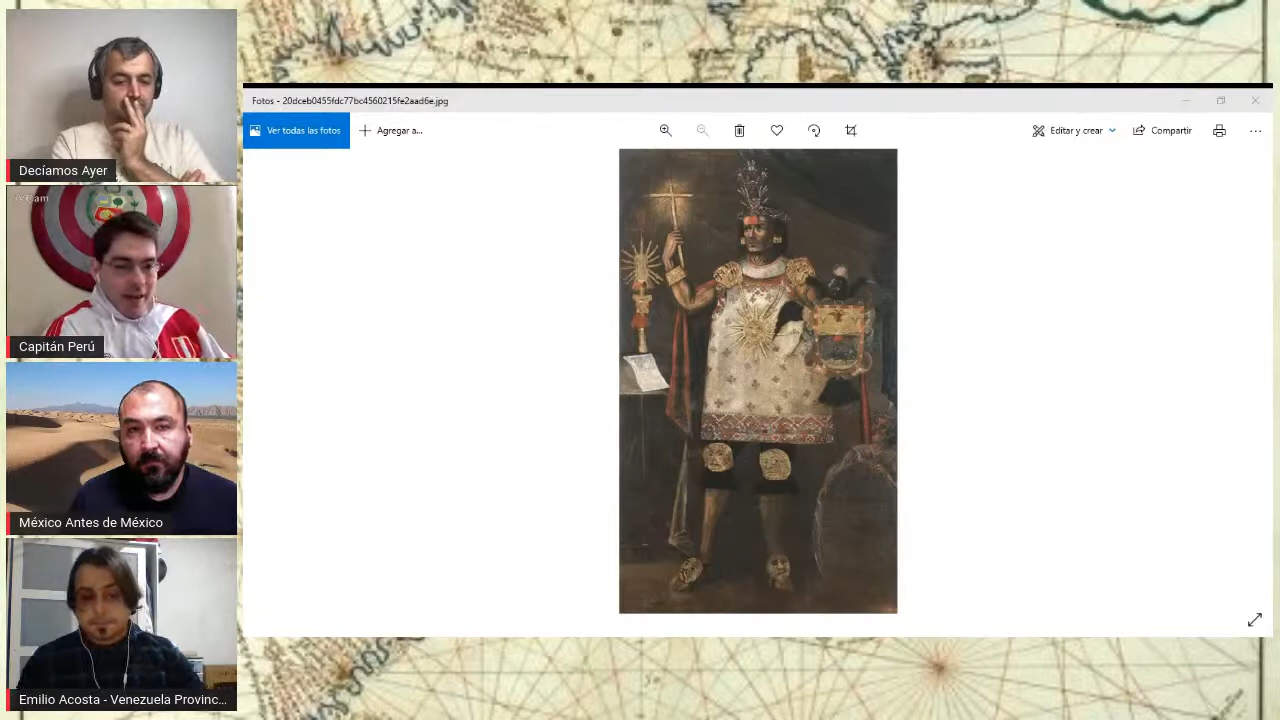 Decíamos Ayer
Capitán Perú
México Antes de México
Emilio Acosta - Venezuela Provinc...
Fotos - 20dceb0455fdc77bc4560215fe2aad6e.jpg
Ver todas las fotos
Agregar a...
Editar y crear
Compartir